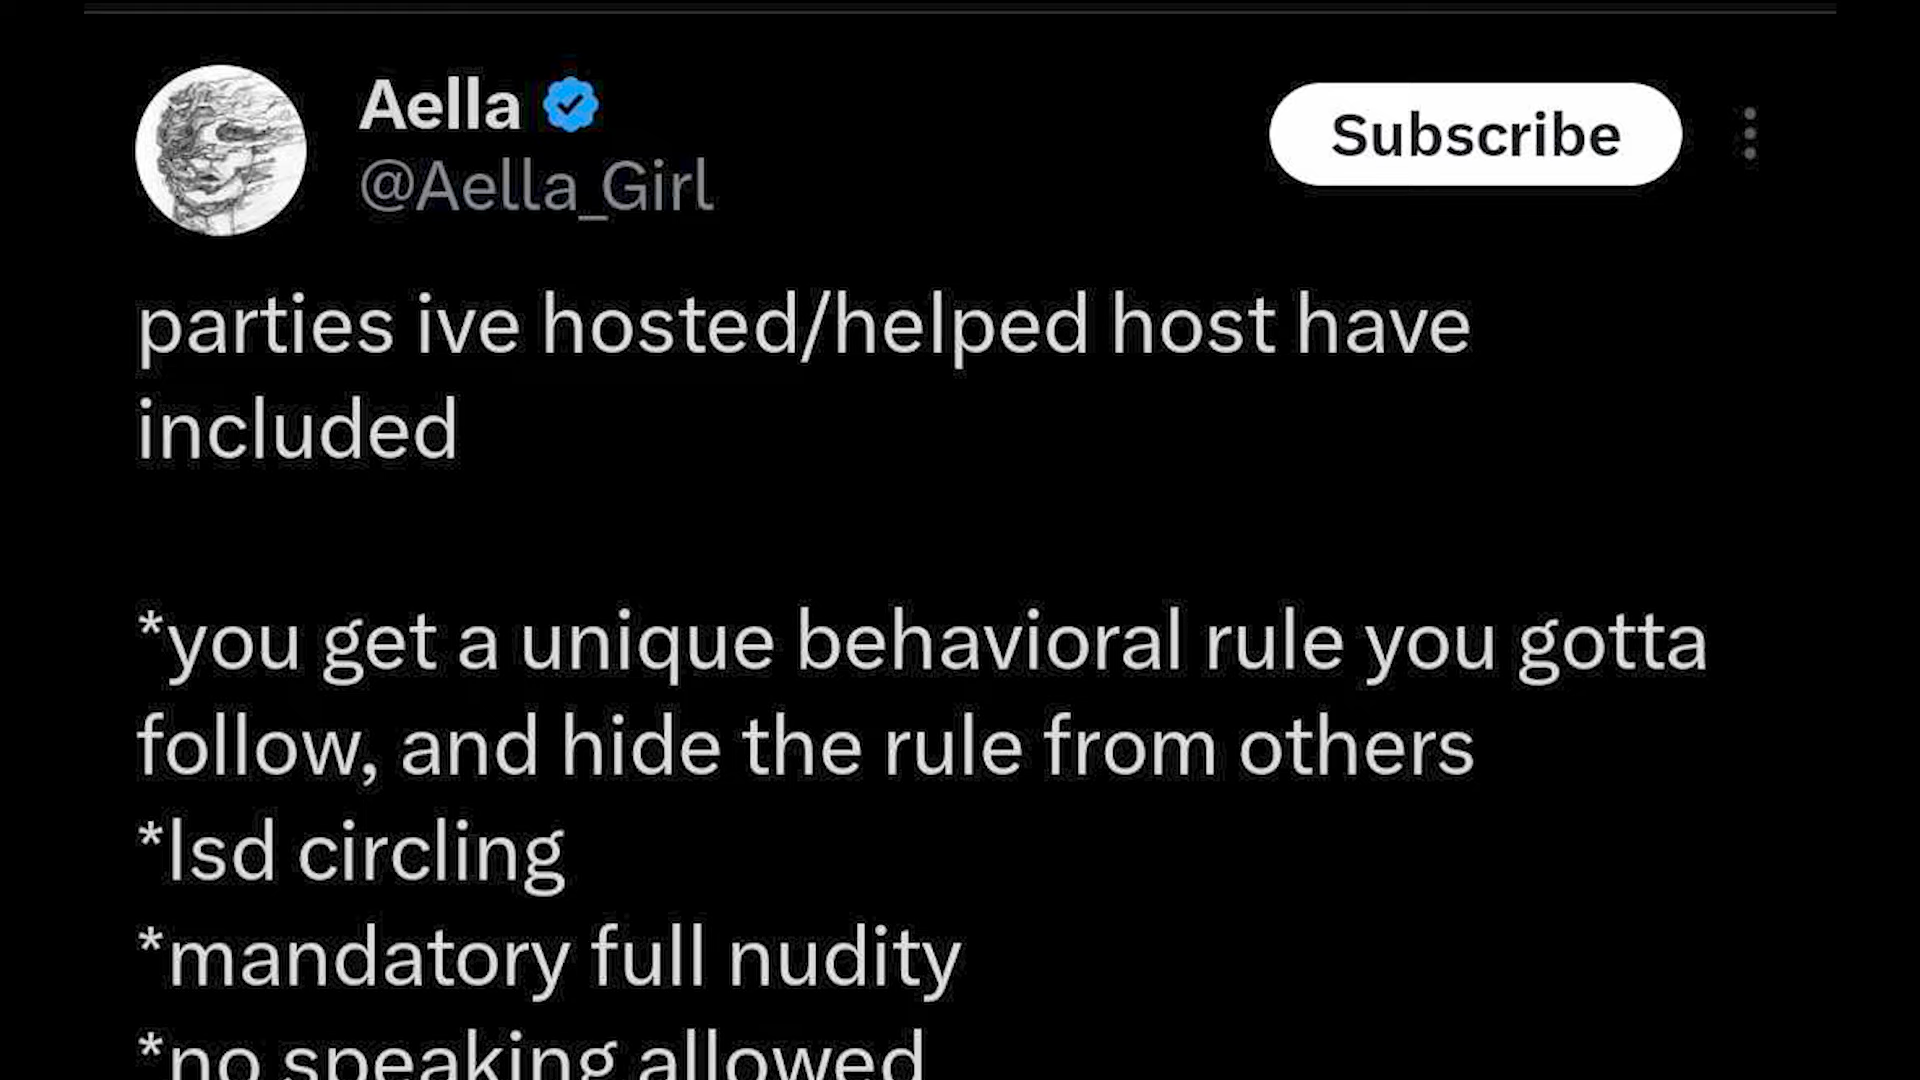 Aella
@Aella_Girl
Subscribe
parties ive hosted/helped host have
included
*you get a unique behavioral rule you gotta
follow, and hide the rule from others
*lsd circling
*mandatory full nudity
*no speaking allowed